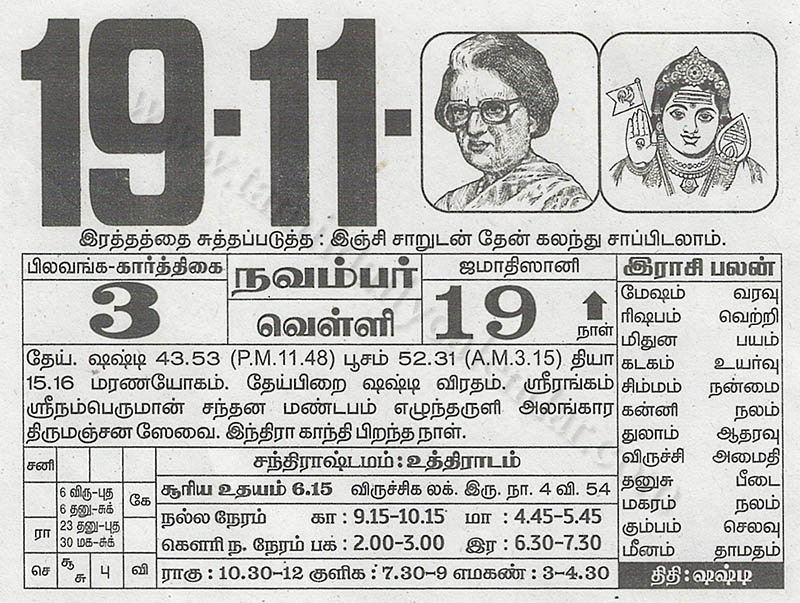 19-11-
இரத்தத்தை சுத்தப்படுத்த : இஞ்சி சாறுடன் தேன் கலந்து சாப்பிடலாம்.
பிலவங்க-கார்த்திகை
3
நவம்பர்
வெள்ளி
ஜமாதிஸானி
19
நாள்
தேய். ஷஷ்டி 43.53 (P.M.11.48) பூசம் 52.31 (A.M.3.15) தியா
15.16 மரணயோகம். தேய்பிறை ஷஷ்டி விரதம். ஸ்ரீரங்கம்
ஸ்ரீநம்பெருமான் சந்தன மண்டபம் எழுந்தருளி அலங்கார
திருமஞ்சன ஸேவை. இந்திரா காந்தி பிறந்த நாள்.
இராசி பலன்
மேஷம் வரவு
ரிஷபம் வெற்றி
மிதுன பயம்
கடகம் உயர்வு
சிம்மம் நன்மை
கன்னி நலம்
துலாம் ஆதரவு
விருச்சி அமைதி
தனுசு பீடை
மகரம் நலம்
கும்பம் செலவு
மீனம் தாமதம்
திதி : ஷஷ்டி
சனி
6 விரு-புத
6 தனு-சுக்
கே
ரா
23 தனு-புத
30 மக-சுக்
செ
சூ
சு
பு
வி
சந்திராஷ்டமம் : உத்திராடம்
சூரிய உதயம் 6.15 விருச்சிக லக். இரு. நா. 4 வி. 54
நல்ல நேரம் கா : 9.15-10.15 மா : 4.45-5.45
கௌரி ந. நேரம் பக : 2.00-3.00 இர : 6.30-7.30
ராகு : 10.30-12 குளிக : 7.30-9 எமகண் : 3-4.30